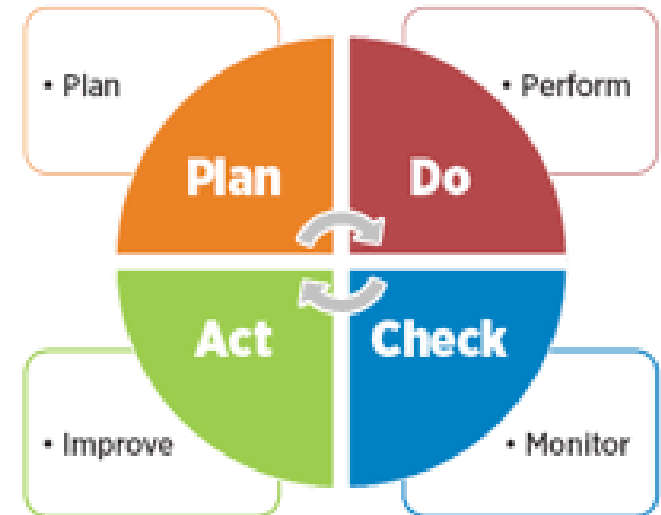 • Plan
• Perform
Plan
Do
Act
Check
• Improve
• Monitor